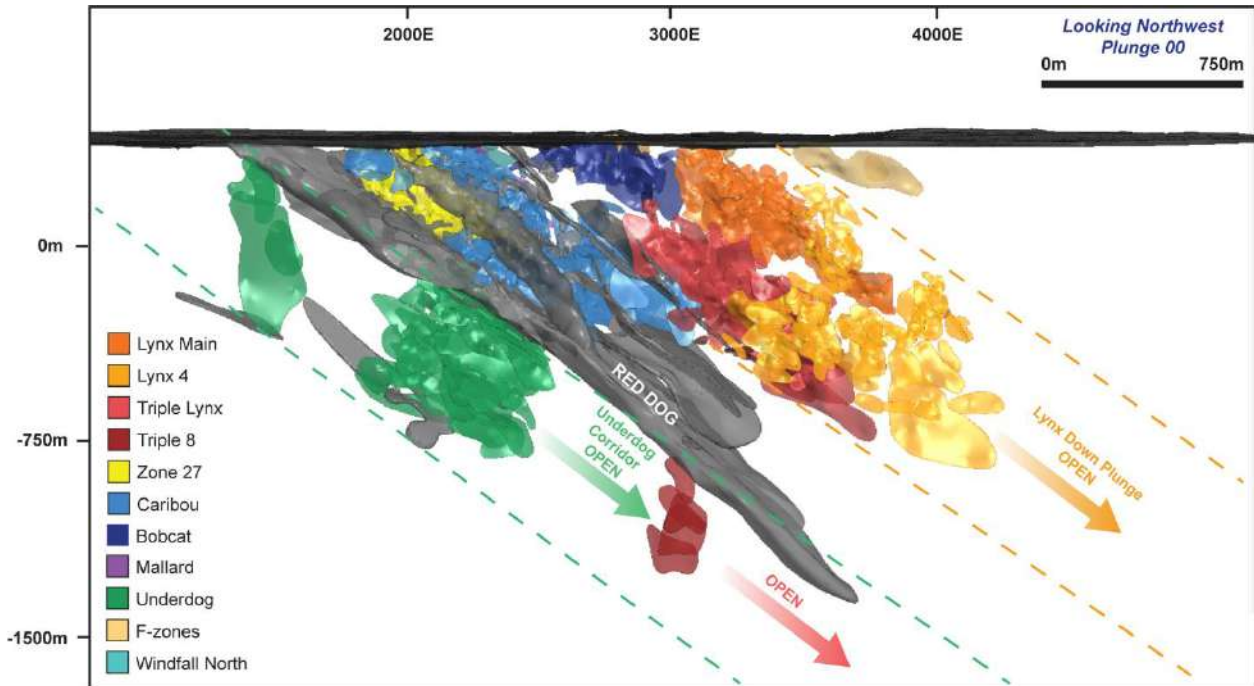 2000E
3000E
4000E
Looking Northwest
Plunge 00
0m
750m
0m
-750m
-1500m
Lynx Main
Lynx 4
Triple Lynx
Triple 8
Zone 27
Caribou
Bobcat
Mallard
Underdog
F-zones
Windfall North
RED DOG
Underdog
Corridor
OPEN
Lynx Down Plunge
OPEN
OPEN